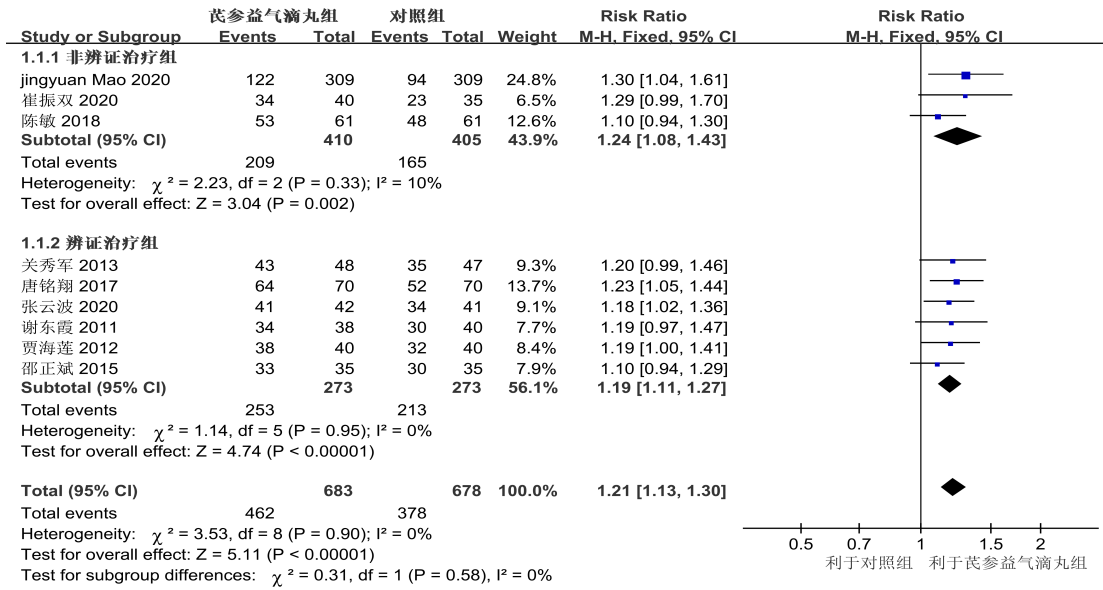 芪参益气滴丸组 对照组 Risk Ratio Risk Ratio
Study or Subgroup Events Total Events Total Weight M-H, Fixed, 95% CI M-H, Fixed, 95% CI
1.1.1 非辨证治疗组
jingyuan Mao 2020 122 309 94 309 24.8% 1.30 [1.04, 1.61]
崔振双 2020 34 40 23 35 6.5% 1.29 [0.99, 1.70]
陈敏 2018 53 61 48 61 12.6% 1.10 [0.94, 1.30]
Subtotal (95% CI) 410 405 43.9% 1.24 [1.08, 1.43]
Total events 209 165
Heterogeneity: χ² = 2.23, df = 2 (P = 0.33); I² = 10%
Test for overall effect: Z = 3.04 (P = 0.002)
1.1.2 辨证治疗组
关秀军 2013 43 48 35 47 9.3% 1.20 [0.99, 1.46]
唐铭翔 2017 64 70 52 70 13.7% 1.23 [1.05, 1.44]
张云波 2020 41 42 34 41 9.1% 1.18 [1.02, 1.36]
谢东霞 2011 34 38 30 40 7.7% 1.19 [0.97, 1.47]
贾海莲 2012 38 40 32 40 8.4% 1.19 [1.00, 1.41]
邵正斌 2015 33 35 30 35 7.9% 1.10 [0.94, 1.29]
Subtotal (95% CI) 273 273 56.1% 1.19 [1.11, 1.27]
Total events 253 213
Heterogeneity: χ² = 1.14, df = 5 (P = 0.95); I² = 0%
Test for overall effect: Z = 4.74 (P < 0.00001)
Total (95% CI) 683 678 100.0% 1.21 [1.13, 1.30]
Total events 462 378
Heterogeneity: χ² = 3.53, df = 8 (P = 0.90); I² = 0%
Test for overall effect: Z = 5.11 (P < 0.00001)
Test for subgroup differences: χ² = 0.31, df = 1 (P = 0.58), I² = 0%
0.5 0.7 1 1.5 2
利于对照组 利于芪参益气滴丸组